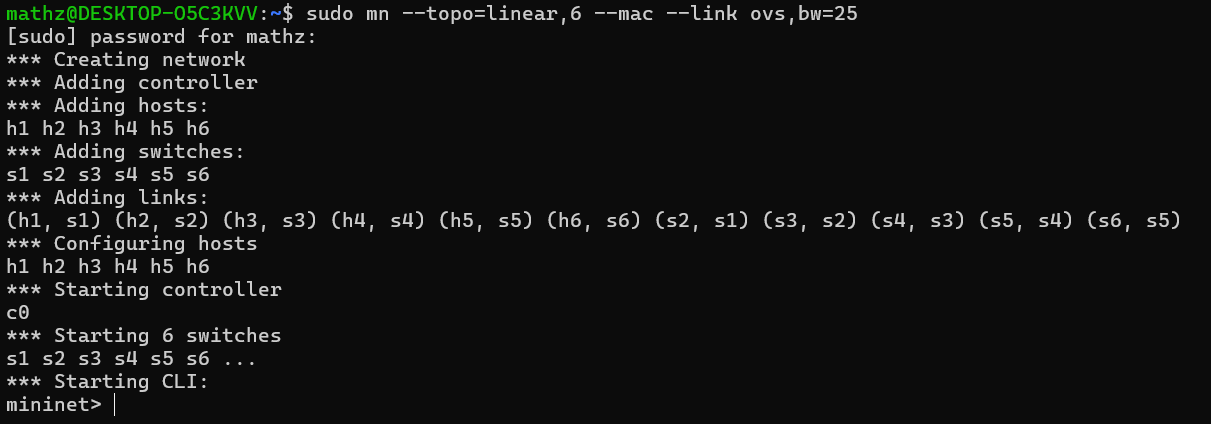 mathz@DESKTOP-O5C3KVV:~$ sudo mn --topo=linear,6 --mac --link ovs,bw=25
[sudo] password for mathz:
*** Creating network
*** Adding controller
*** Adding hosts:
h1 h2 h3 h4 h5 h6
*** Adding switches:
s1 s2 s3 s4 s5 s6
*** Adding links:
(h1, s1) (h2, s2) (h3, s3) (h4, s4) (h5, s5) (h6, s6) (s2, s1) (s3, s2) (s4, s3) (s5, s4) (s6, s5)
*** Configuring hosts
h1 h2 h3 h4 h5 h6
*** Starting controller
c0
*** Starting 6 switches
s1 s2 s3 s4 s5 s6 ...
*** Starting CLI:
mininet>